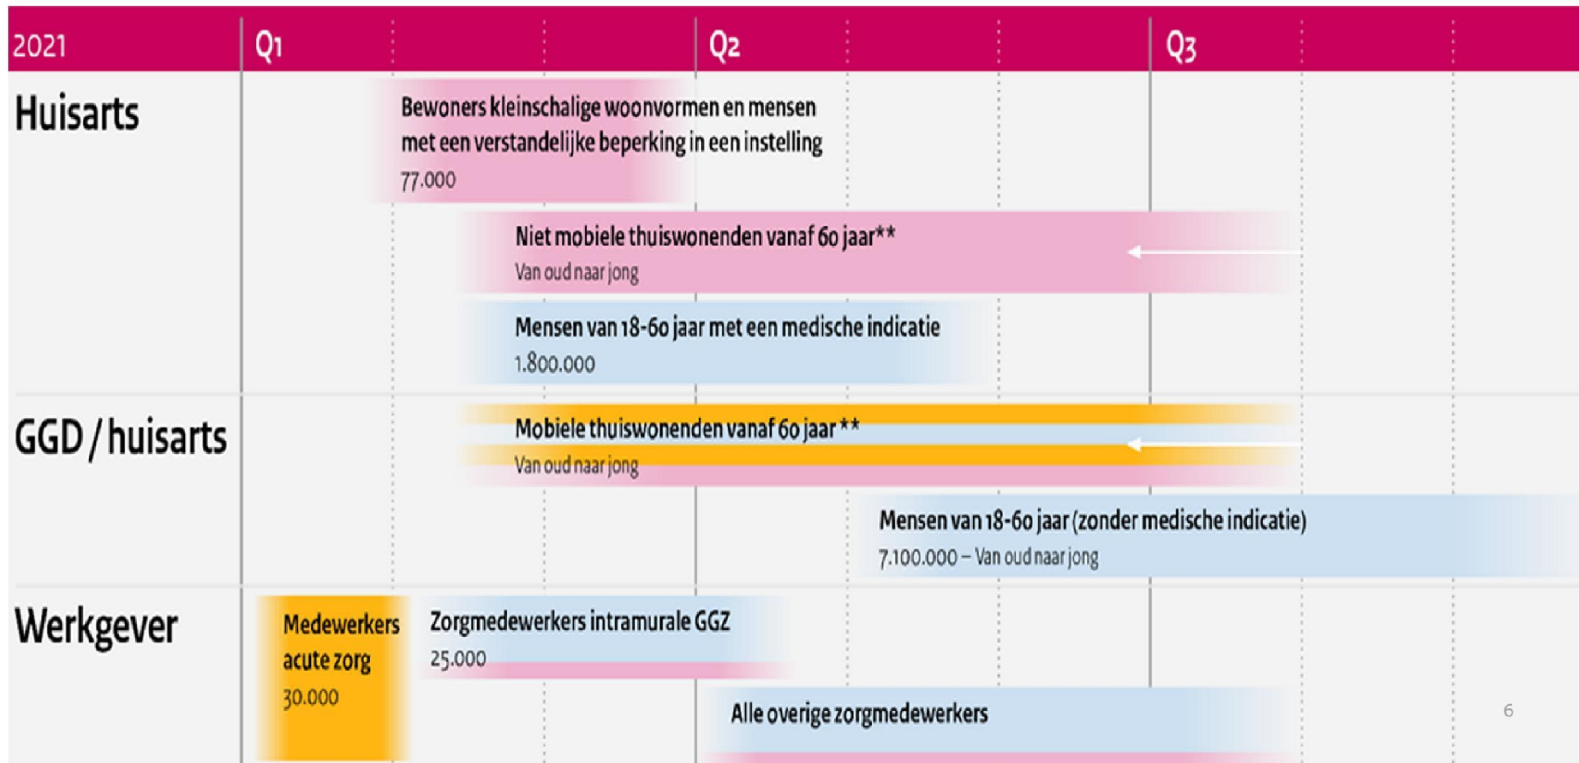 2021 Q1 Q2 Q3
Huisarts
Bewoners kleinschalige woonvormen en mensen
met een verstandelijke beperking in een instelling
77.000
Niet mobiele thuiswonenden vanaf 60 jaar**
Van oud naar jong
Mensen van 18-60 jaar met een medische indicatie
1.800.000
GGD / huisarts
Mobiele thuiswonenden vanaf 60 jaar **
Van oud naar jong
Mensen van 18-60 jaar (zonder medische indicatie)
7.100.000 – Van oud naar jong
Werkgever
Medewerkers
acute zorg
30.000
Zorgmedewerkers intramurale GGZ
25.000
Alle overige zorgmedewerkers
6